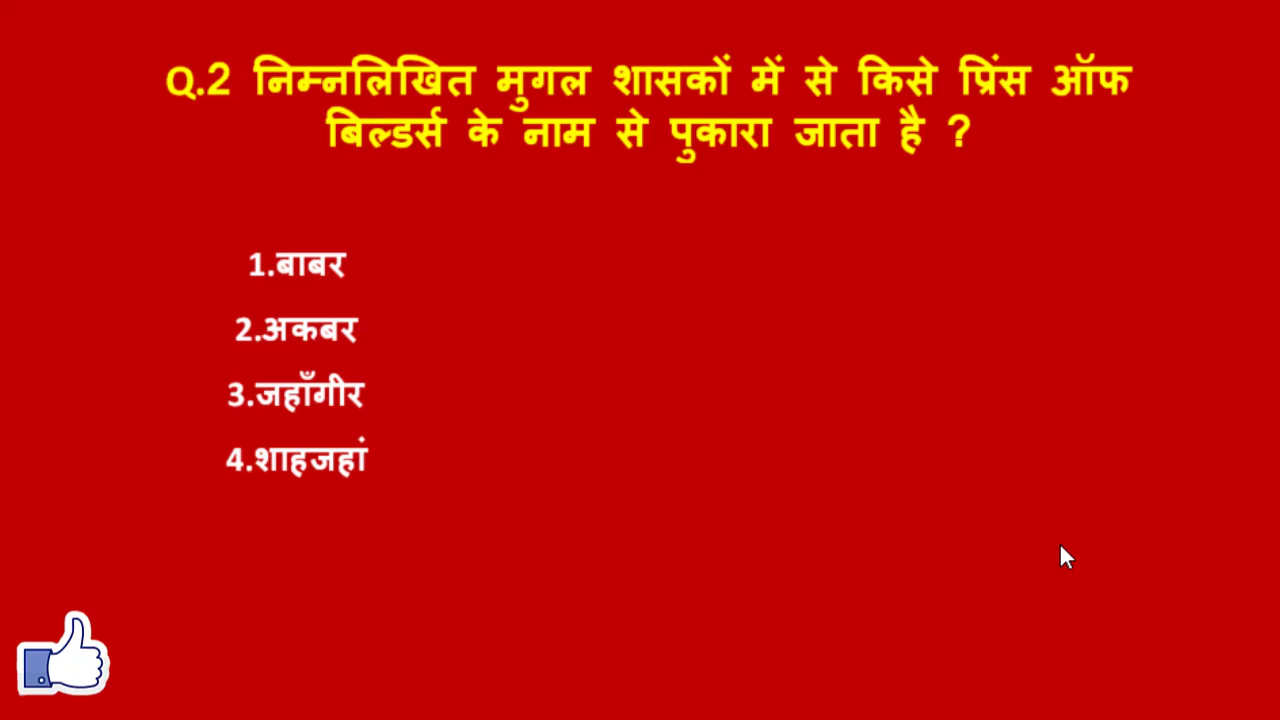 Q.2 निम्नलिखित मुगल शासकों में से किसे प्रिंस ऑफ
बिल्डर्स के नाम से पुकारा जाता है ?
1.बाबर
2.अकबर
3.जहाँगीर
4.शाहजहां